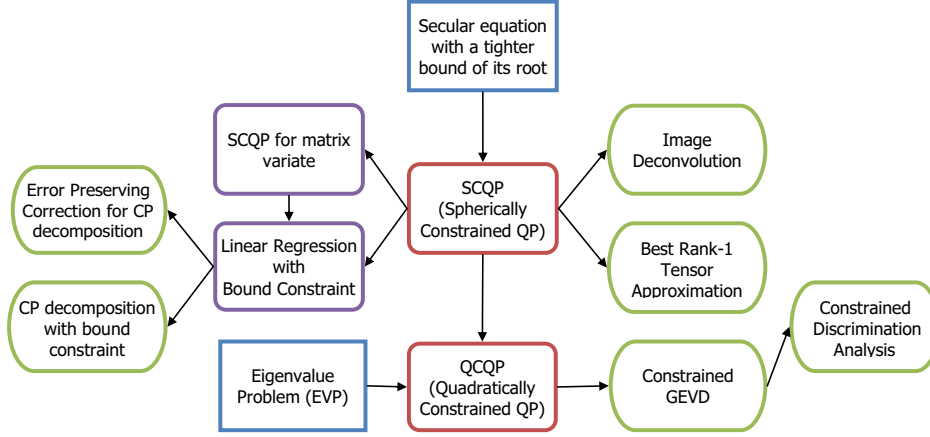 Secular equation
with a tighter
bound of its root
SCQP for matrix
variate
Image
Deconvolution
SCQP
(Spherically
Constrained QP)
Error Preserving
Correction for CP
decomposition
Linear Regression
with
Bound Constraint
Best Rank-1
Tensor
Approximation
CP decomposition
with bound
constraint
Constrained
Discrimination
Analysis
Eigenvalue
Problem (EVP)
QCQP
(Quadratically
Constrained QP)
Constrained
GEVD